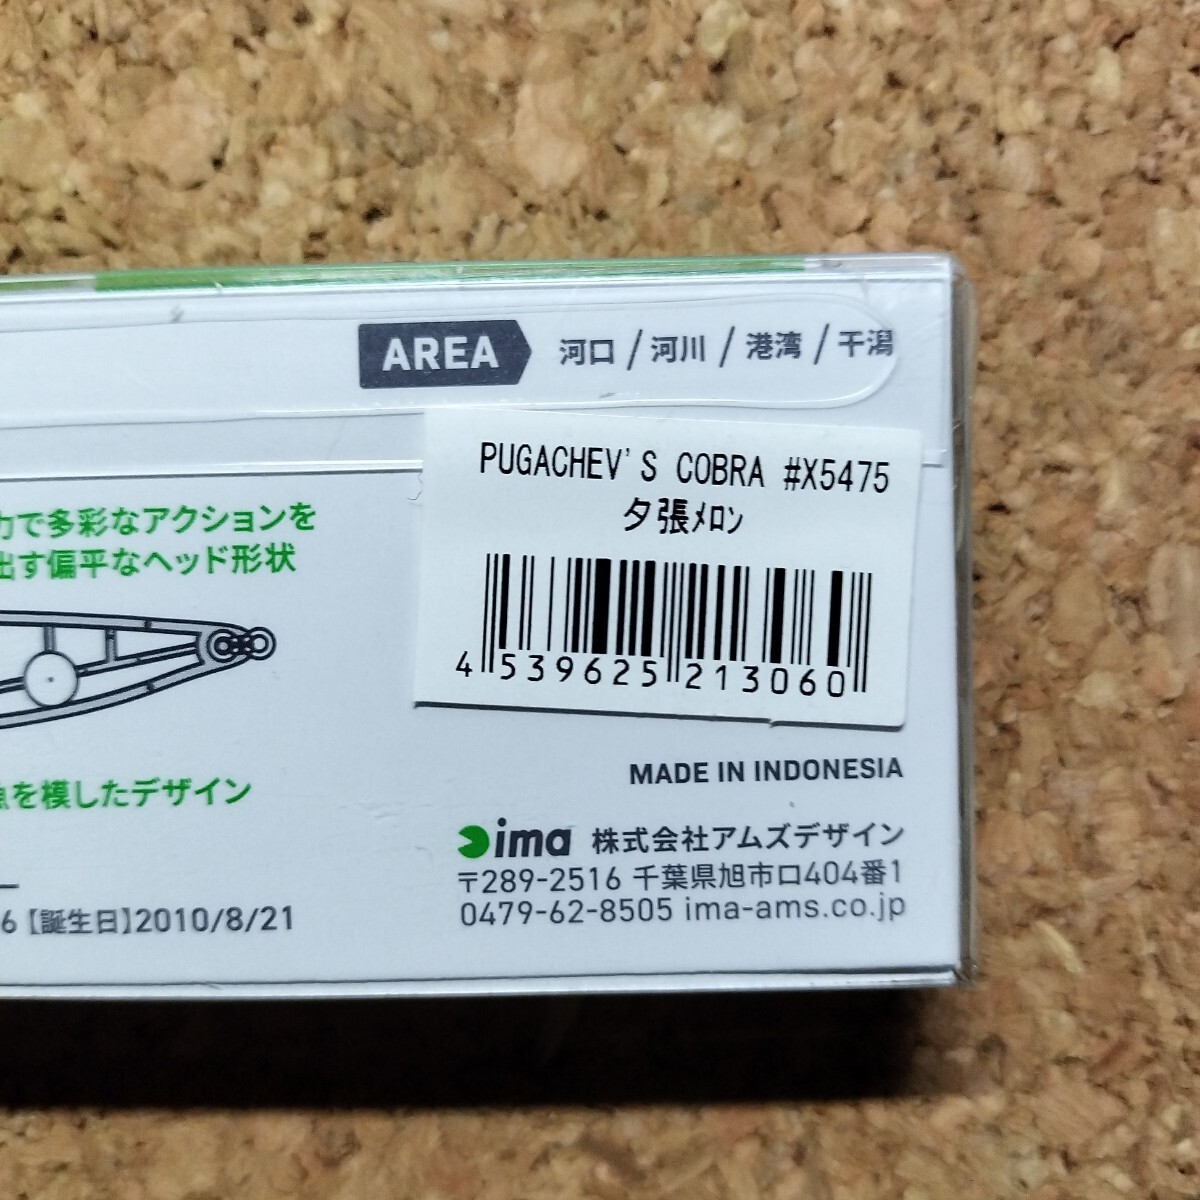 AREA 河口 / 河川 / 港湾 / 干潟
PUGACHEV'S COBRA #X5475
夕張ﾒﾛﾝ
4 539625 213060
力で多彩なアクションを
出す偏平なヘッド形状
を模したデザイン
6【誕生日】2010/8/21
MADE IN INDONESIA
ima 株式会社アムズデザイン
〒289-2516 千葉県旭市ロ404番1
0479-62-8505 ima-ams.co.jp